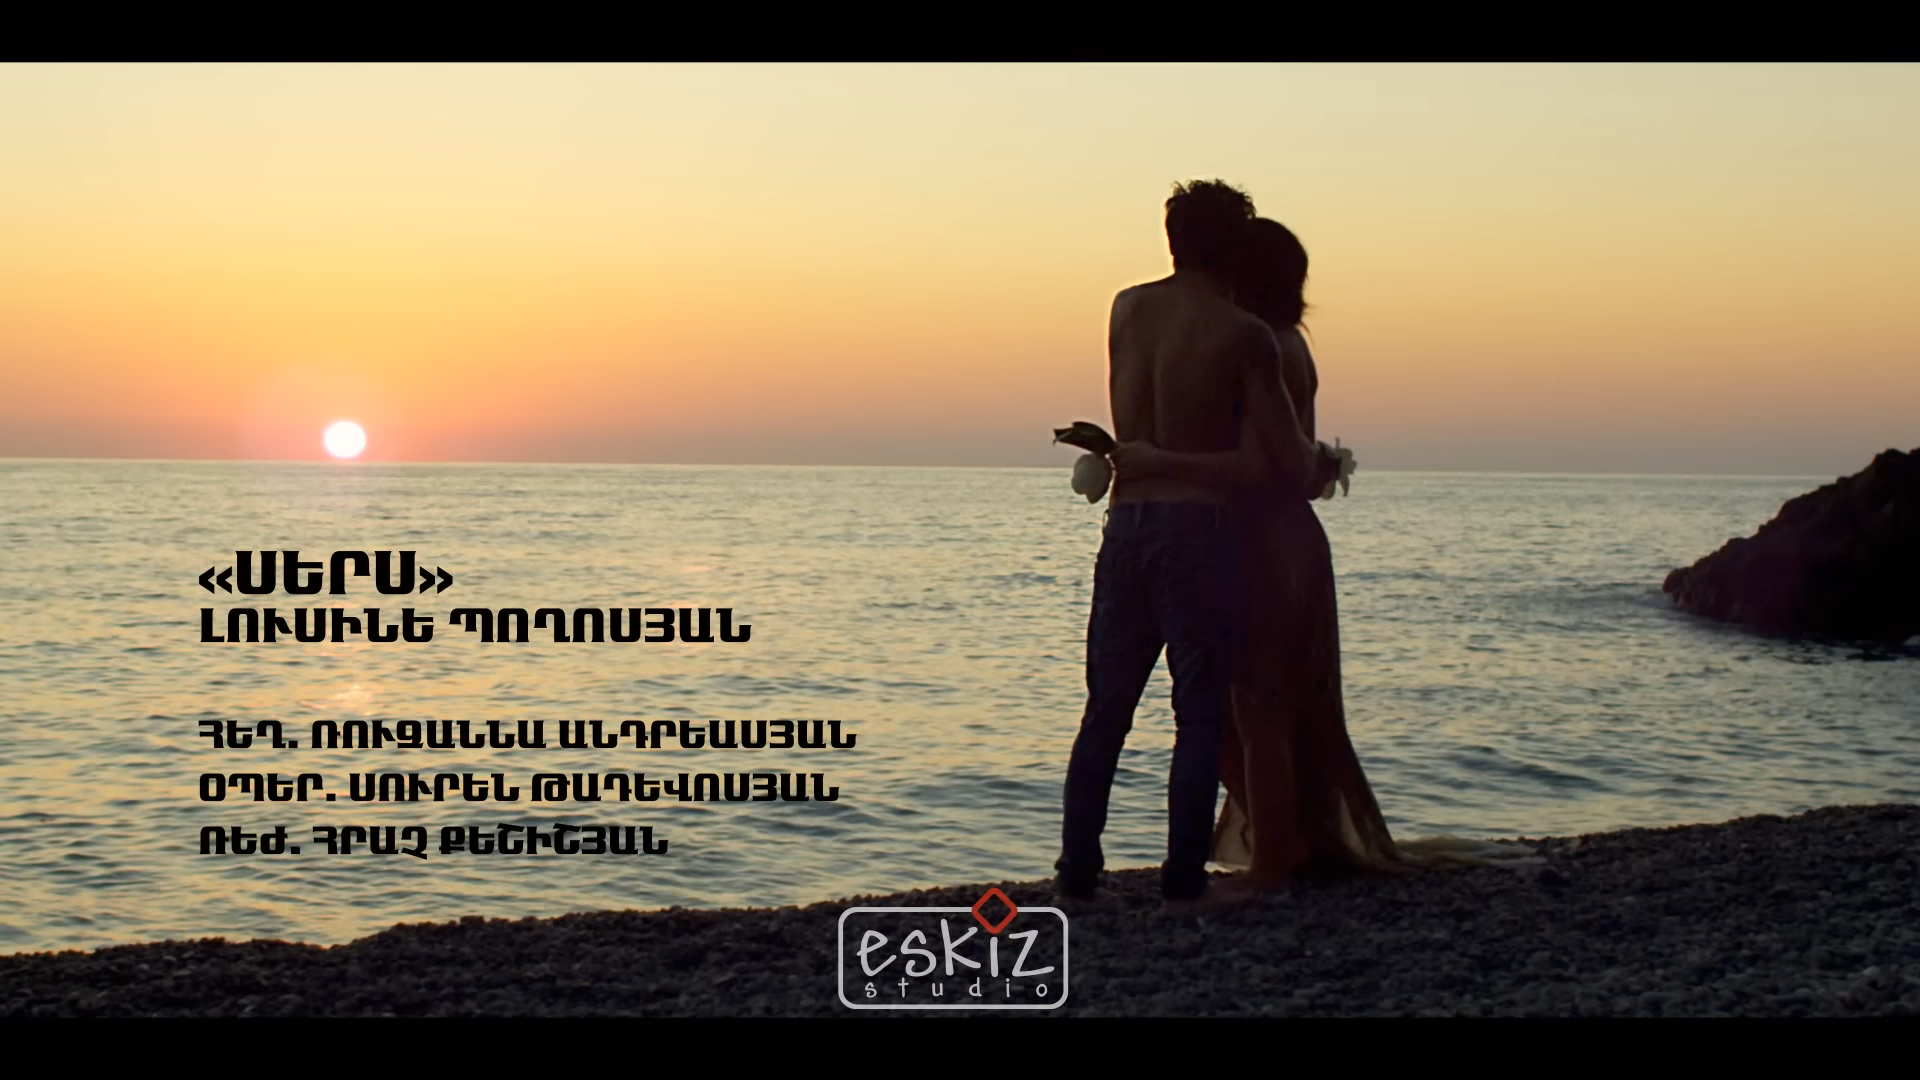 «ՍԵՐՍ»
ԼՈՒՍԻՆԵ ՊՈՂՈՍՅԱՆ
ՀԵՂ. ՌՈՒԶԱՆՆԱ ԱՆԴՐԵԱՍՅԱՆ
ՕՊԵՐ. ՍՈՒՐԵՆ ԹԱԴԵՎՈՍՅԱՆ
ՌԵԺ. ՀՐԱՉ ՔԵՇԻՇՅԱՆ
eskiz
studio